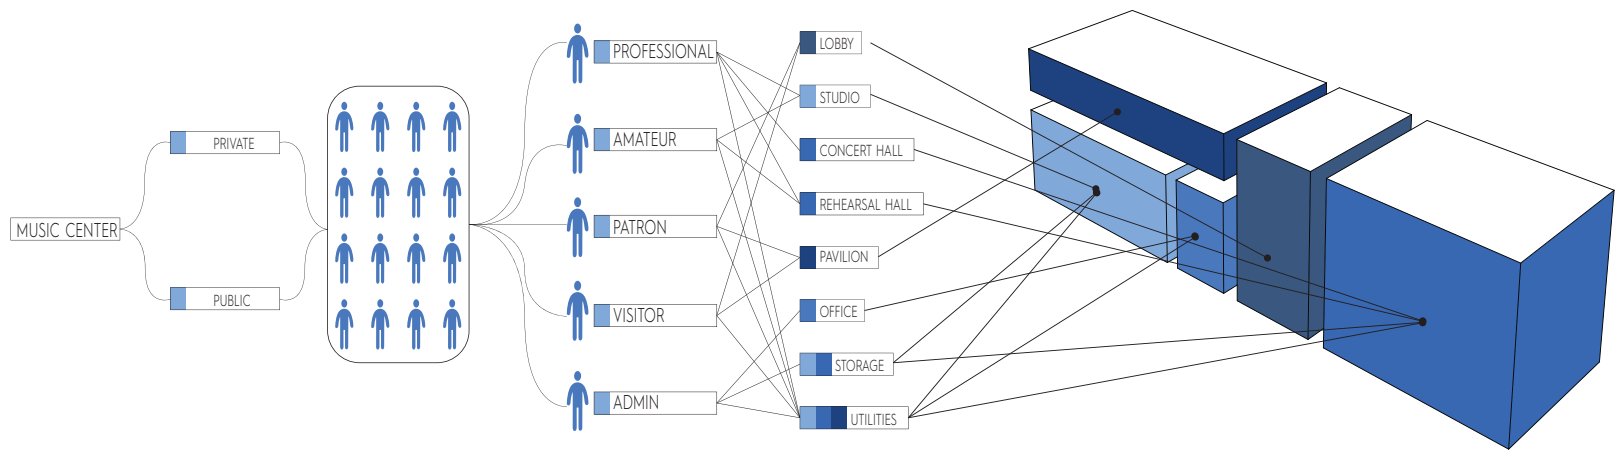 MUSIC CENTER
PRIVATE
PUBLIC
PROFESSIONAL
AMATEUR
PATRON
VISITOR
ADMIN
LOBBY
STUDIO
CONCERT HALL
REHEARSAL HALL
PAVILION
OFFICE
STORAGE
UTILITIES